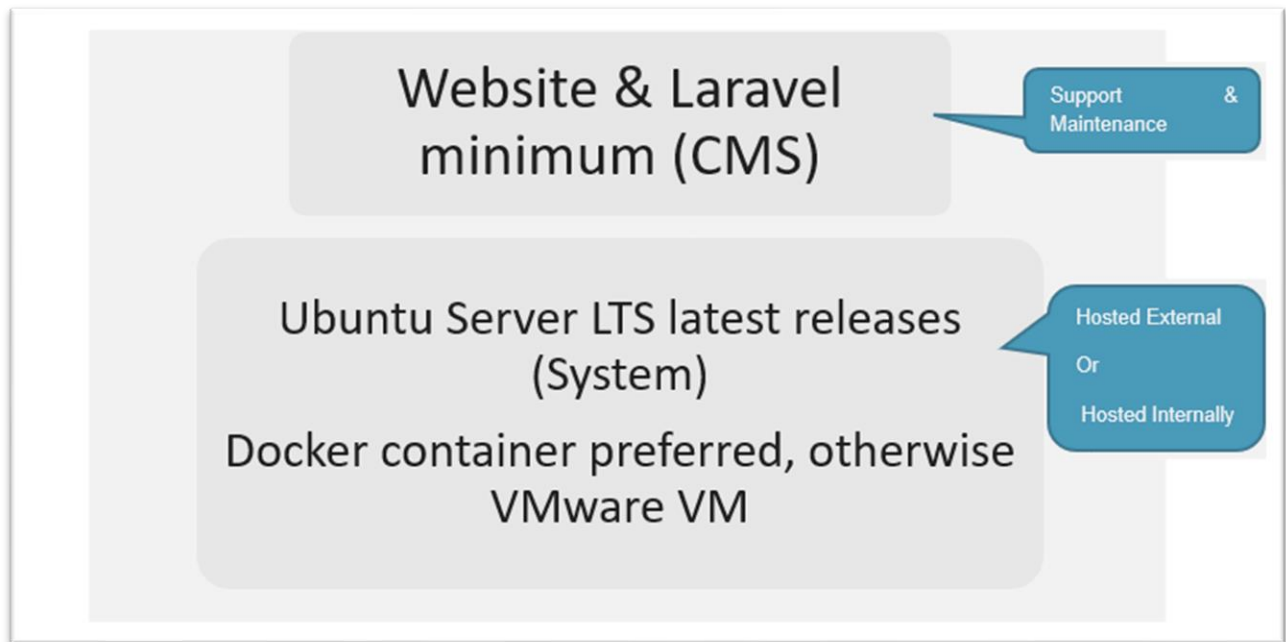 Website & Laravel
minimum (CMS)
Support &
Maintenance
Ubuntu Server LTS latest releases
(System)
Docker container preferred, otherwise
VMware VM
Hosted External
Or
Hosted Internally